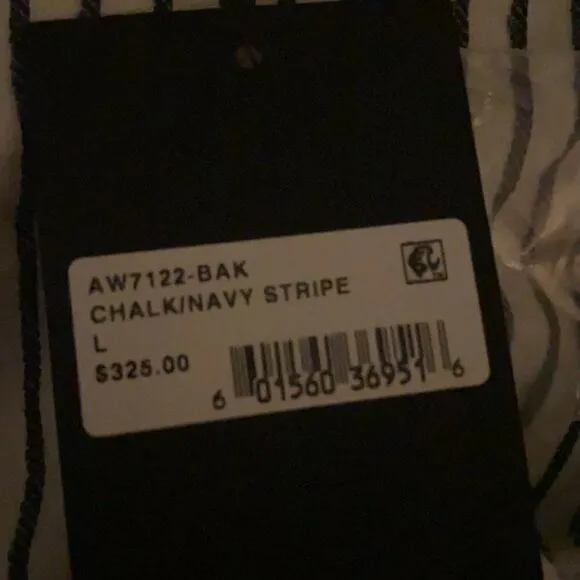 AW7122-BAK
CHALK/NAVY STRIPE
L
$325.00
6 01560 36951 6